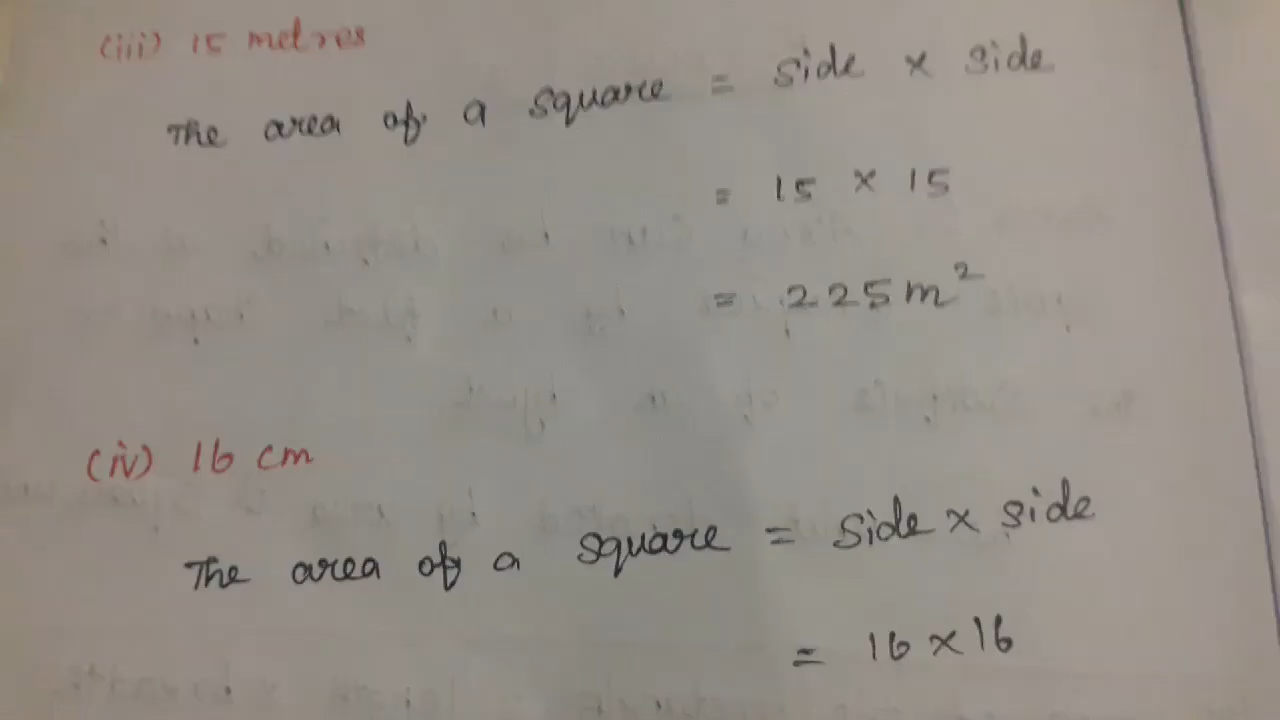 (iii) 15 metres
The area of a square = side × side
= 15 × 15
= 225 m²
(iv) 16 cm
The area of a square = side × side
= 16 × 16